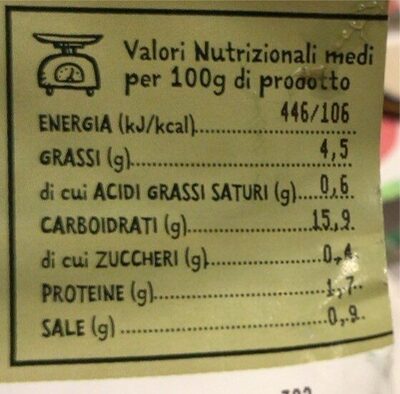 Valori Nutrizionali medi
per 100g di prodotto
ENERGIA (kJ/kcal)..................446/106
GRASSI (g)...........................4,5
di cui ACIDI GRASSI SATURI (g)...0,6
CARBOIDRATI (g)...................15,9
di cui ZUCCHERI (g)................0,4
PROTEINE (g).........................1,7
SALE (g)................................0,9